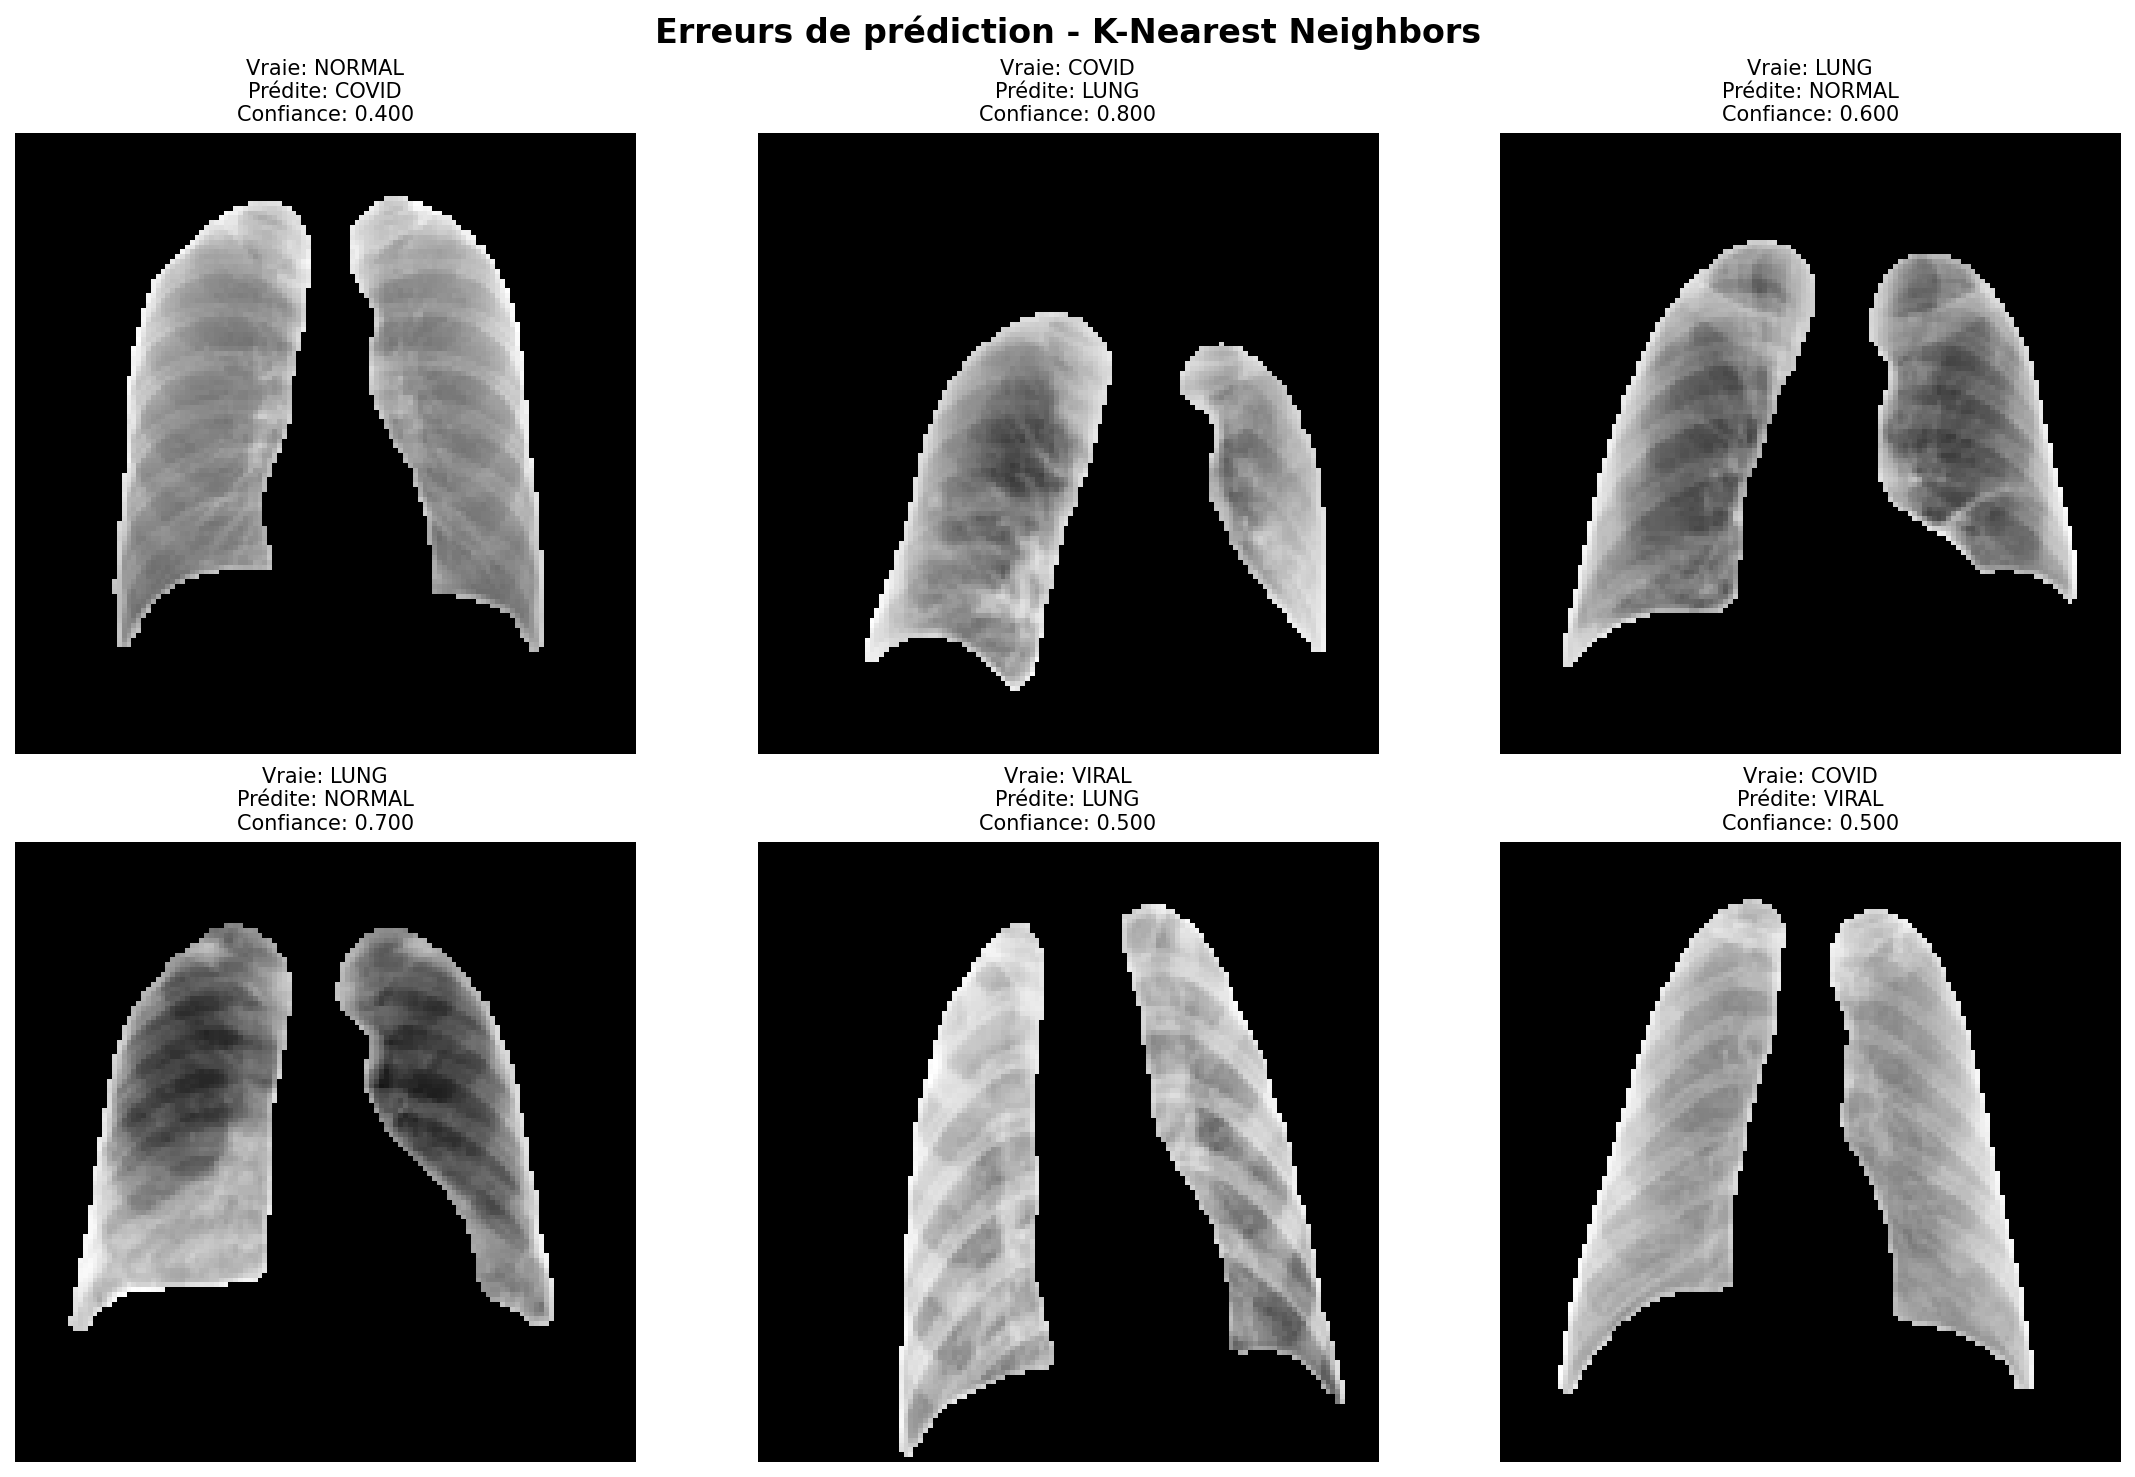 Erreurs de prédiction - K-Nearest Neighbors
Vraie: NORMAL
Prédite: COVID
Confiance: 0.400
Vraie: COVID
Prédite: LUNG
Confiance: 0.800
Vraie: LUNG
Prédite: NORMAL
Confiance: 0.600
Vraie: LUNG
Prédite: NORMAL
Confiance: 0.700
Vraie: VIRAL
Prédite: LUNG
Confiance: 0.500
Vraie: COVID
Prédite: VIRAL
Confiance: 0.500